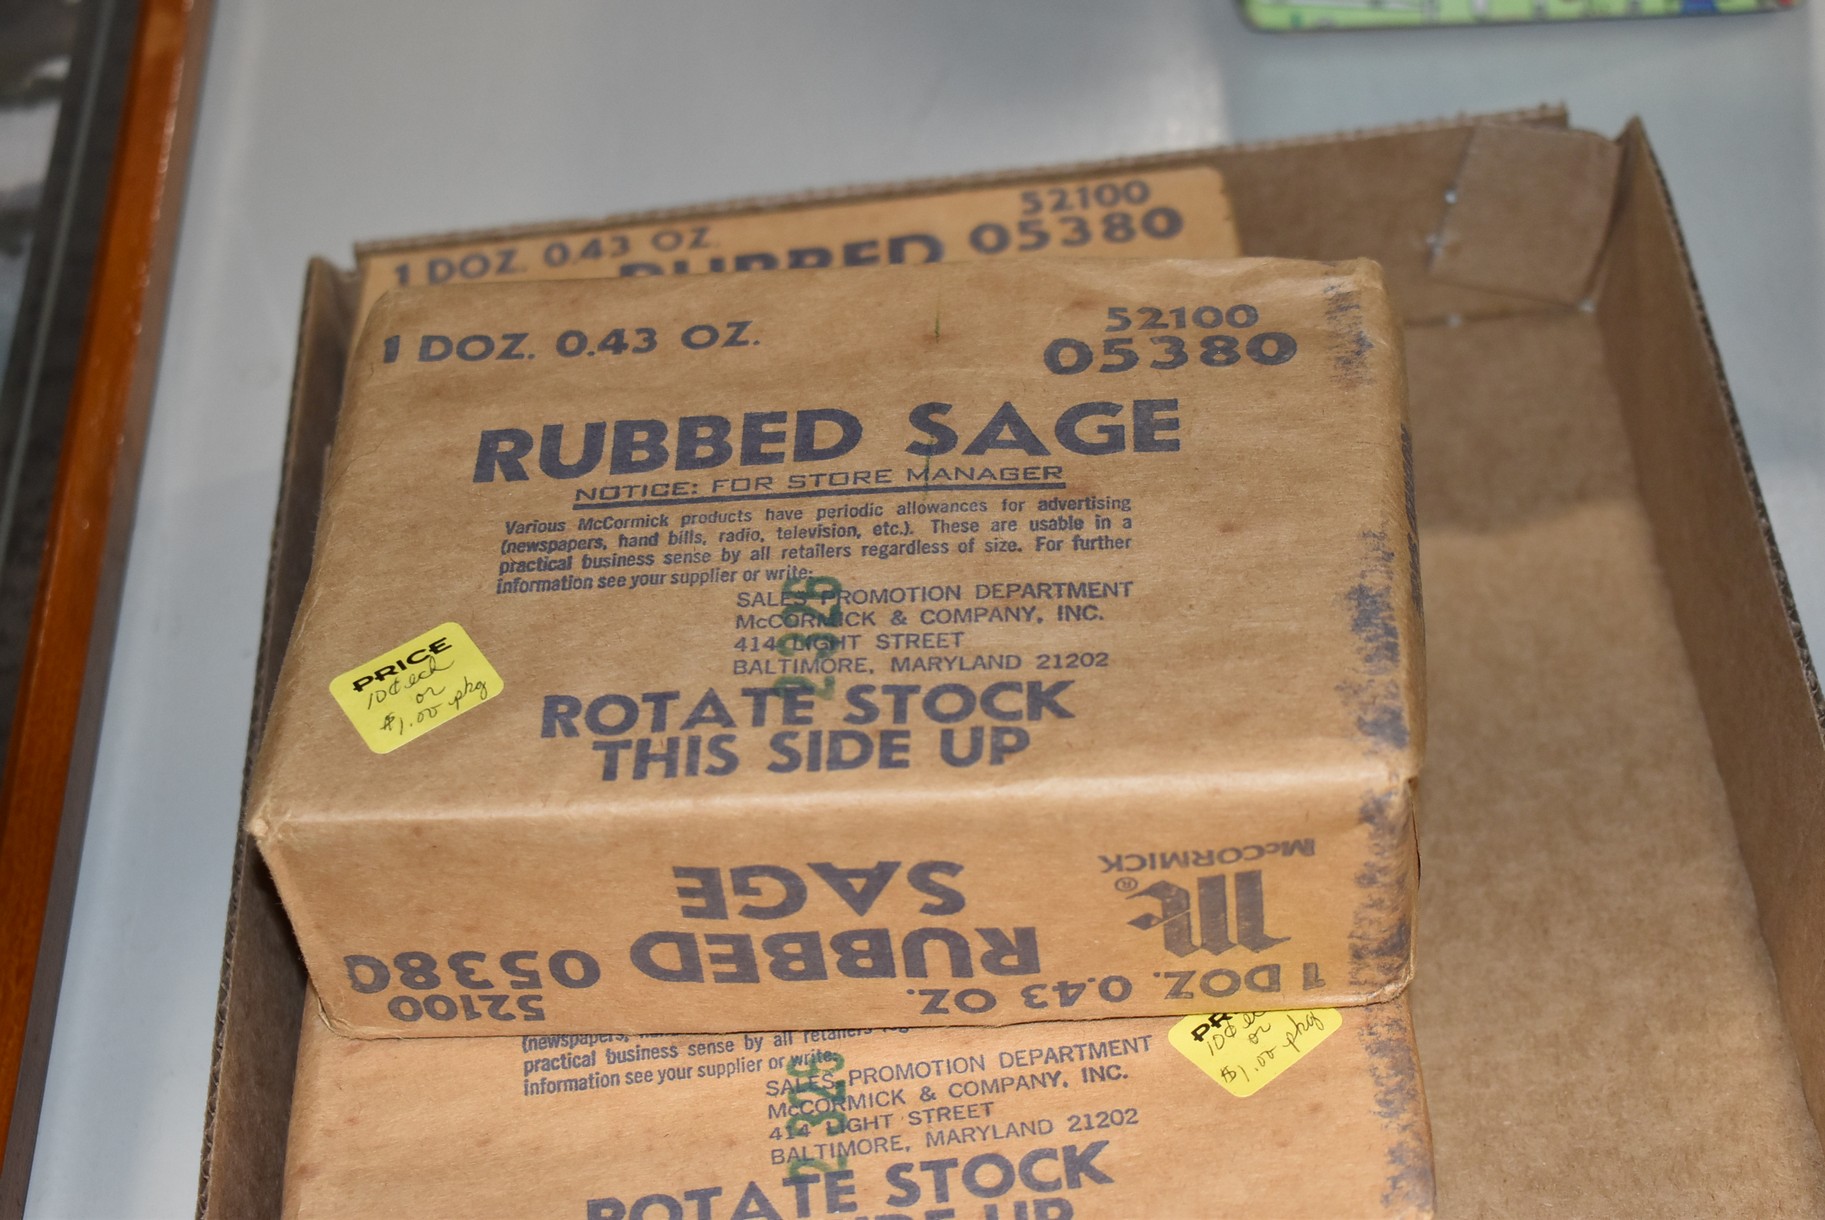 52100
1 DOZ. 0.43 OZ. 05380
RUBBED
52100
1 DOZ. 0.43 OZ. 05380
RUBBED SAGE
NOTICE: FOR STORE MANAGER
Various McCormick products have periodic allowances for advertising
(newspapers, hand bills, radio, television, etc.). These are usable in a
practical business sense by all retailers regardless of size. For further
information see your supplier or write:
SALES PROMOTION DEPARTMENT
McCORMICK & COMPANY, INC.
414 LIGHT STREET
BALTIMORE, MARYLAND 21202
ROTATE STOCK
THIS SIDE UP
PRICE
10¢ ech
or
$1.00 pkg
1 DOZ. 0.43 OZ. 52100
RUBBED 05380
SAGE
Mc ®
McCORMICK
(newspapers,
practical business sense by all retailers
information see your supplier or write:
SALES PROMOTION DEPARTMENT
McCORMICK & COMPANY, INC.
414 LIGHT STREET
BALTIMORE, MARYLAND 21202
ROTATE STOCK
10¢
or
$1.00 pkg